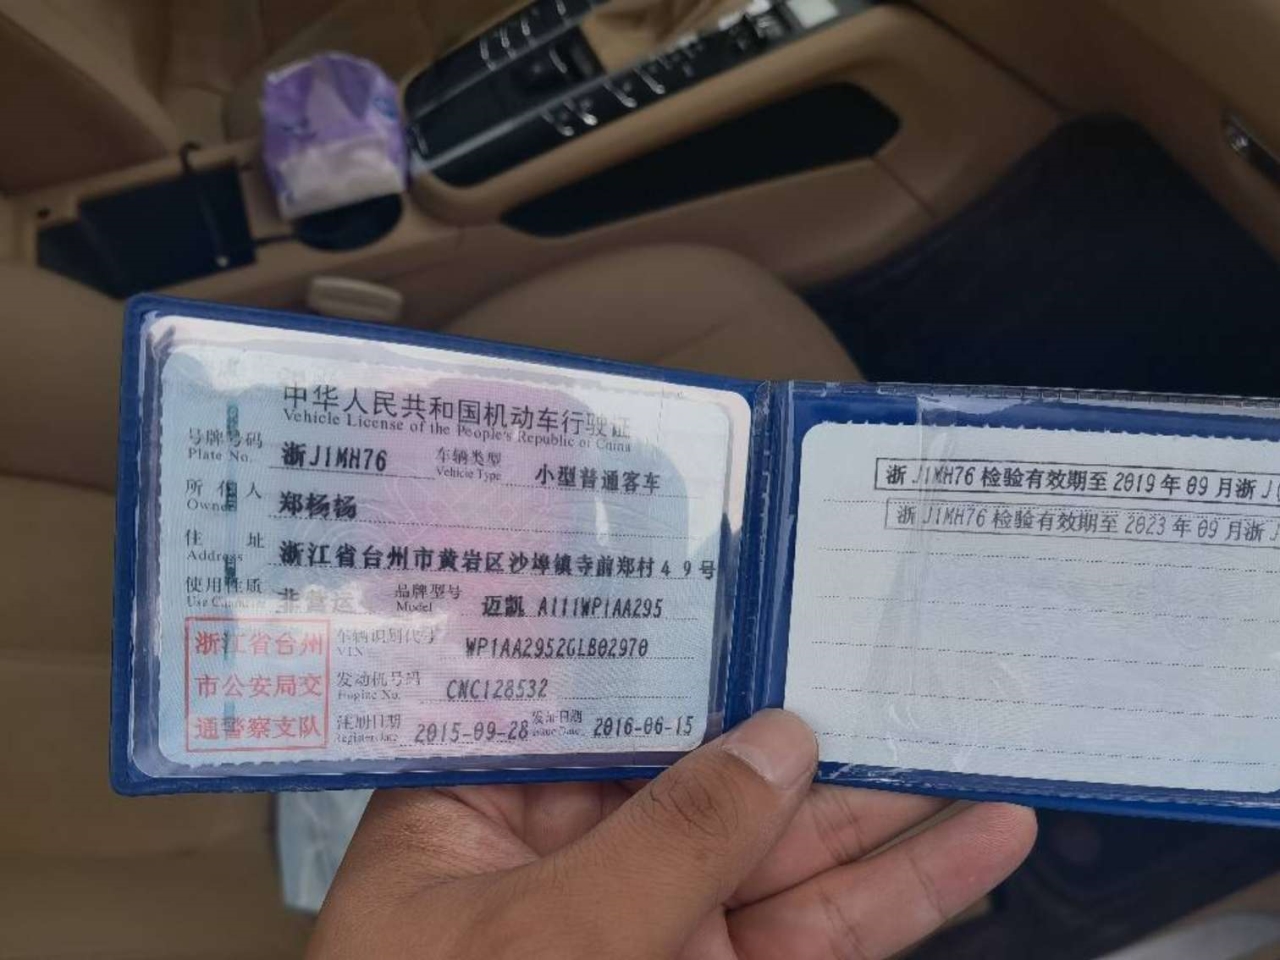 中华人民共和国机动车行驶证
Vehicle License of the People's Republic of China
号牌号码 浙J1MH76 车辆类型 小型普通客车
Plate No. Vehicle Type
所有人 郑杨杨
Owner
住址 浙江省台州市黄岩区沙埠镇寺前郑村49号
Address
使用性质 非营运 品牌型号 迈凯 A111WP1AA295
Use Character Model
浙江省台州
市公安局交
通警察支队
车辆识别代号 WP1AA2952GLB02970
VIN
发动机号码 CNC128532
Engine No.
注册日期 2015-09-28 发证日期 2016-06-15
Register Date Issue Date
浙J1MH76 检验有效期至 2019年09月浙J1
浙J1MH76 检验有效期至 2023年09月浙J